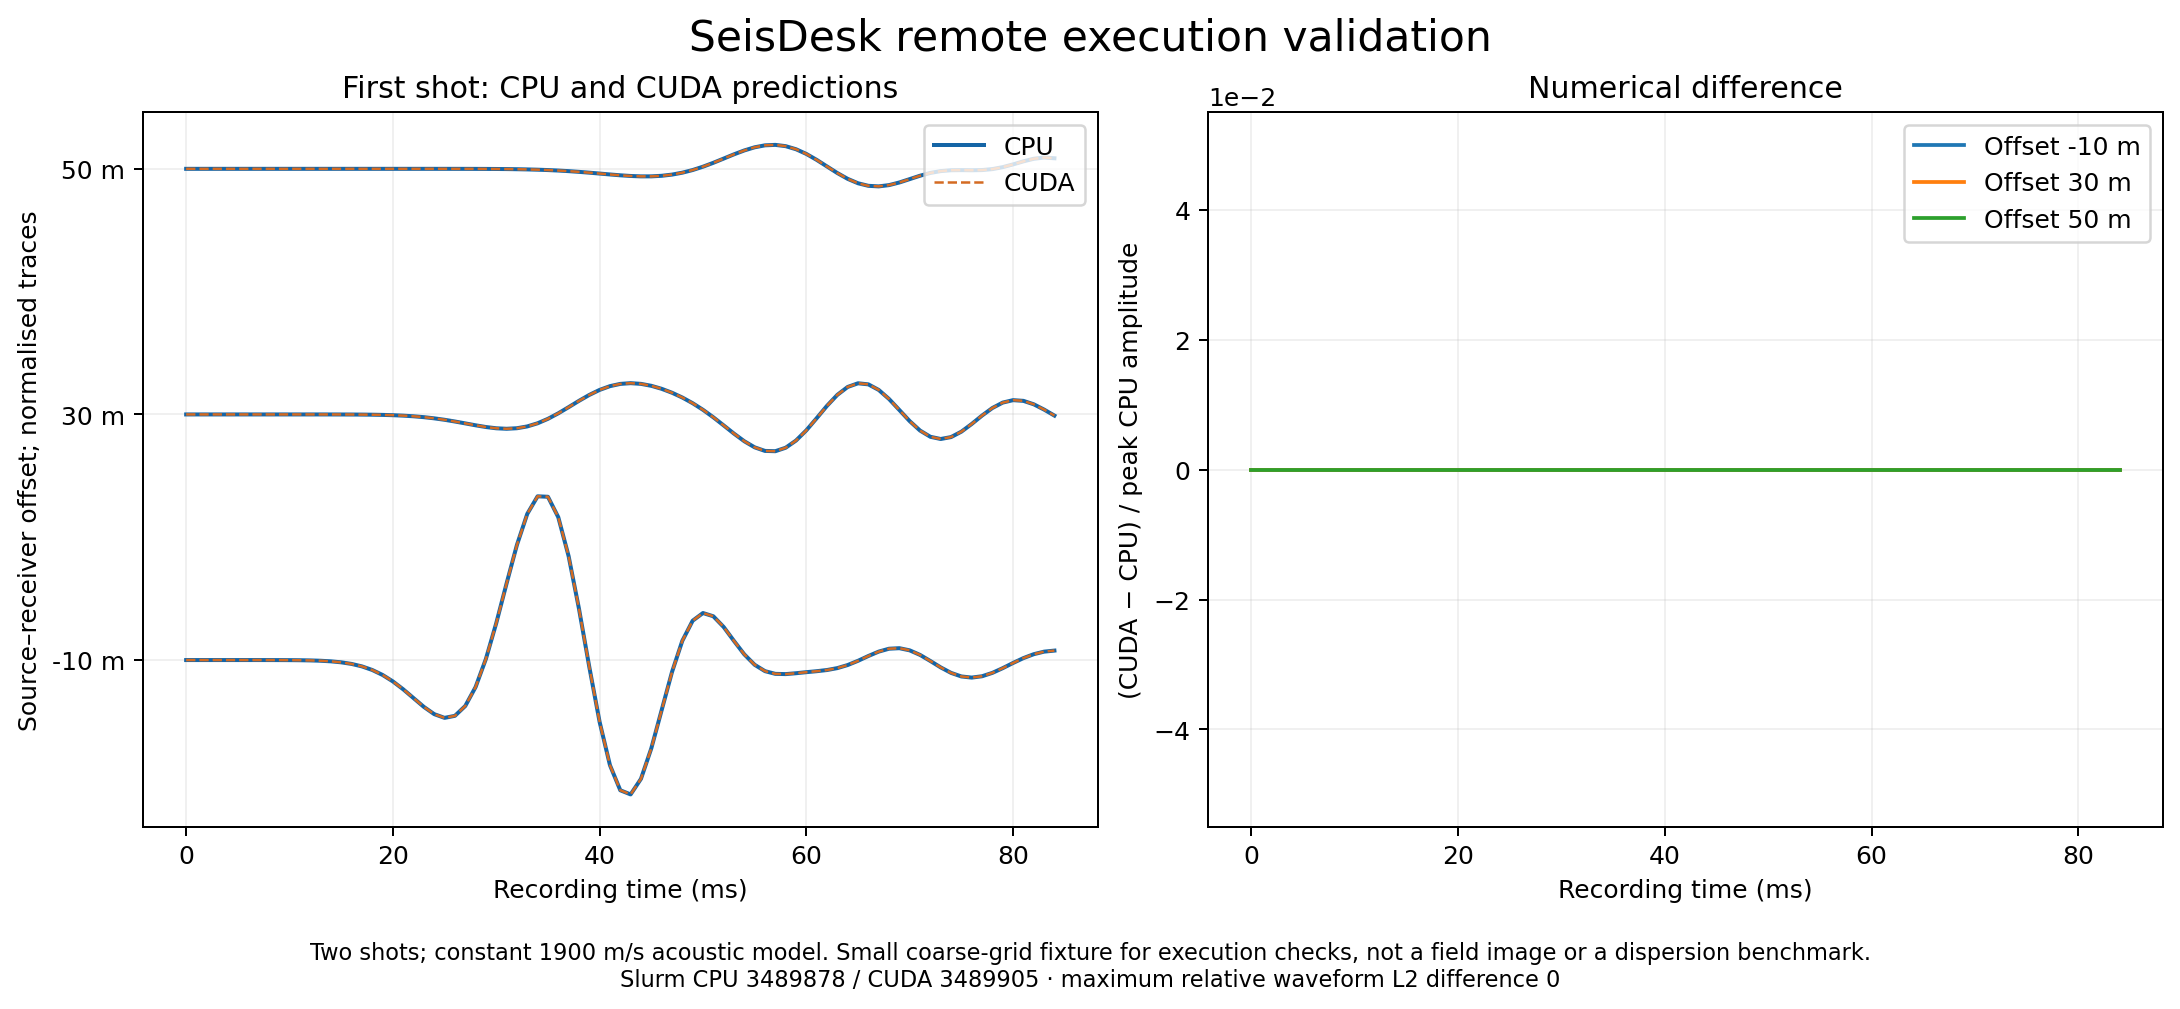 SeisDesk remote execution validation
First shot: CPU and CUDA predictions
CPU
CUDA
50 m
30 m
-10 m
Source–receiver offset; normalised traces
0
20
40
60
80
Recording time (ms)
Numerical difference
1e−2
Offset -10 m
Offset 30 m
Offset 50 m
4
2
0
−2
−4
(CUDA − CPU) / peak CPU amplitude
0
20
40
60
80
Recording time (ms)
Two shots; constant 1900 m/s acoustic model. Small coarse-grid fixture for execution checks, not a field image or a dispersion benchmark.
Slurm CPU 3489878 / CUDA 3489905 · maximum relative waveform L2 difference 0